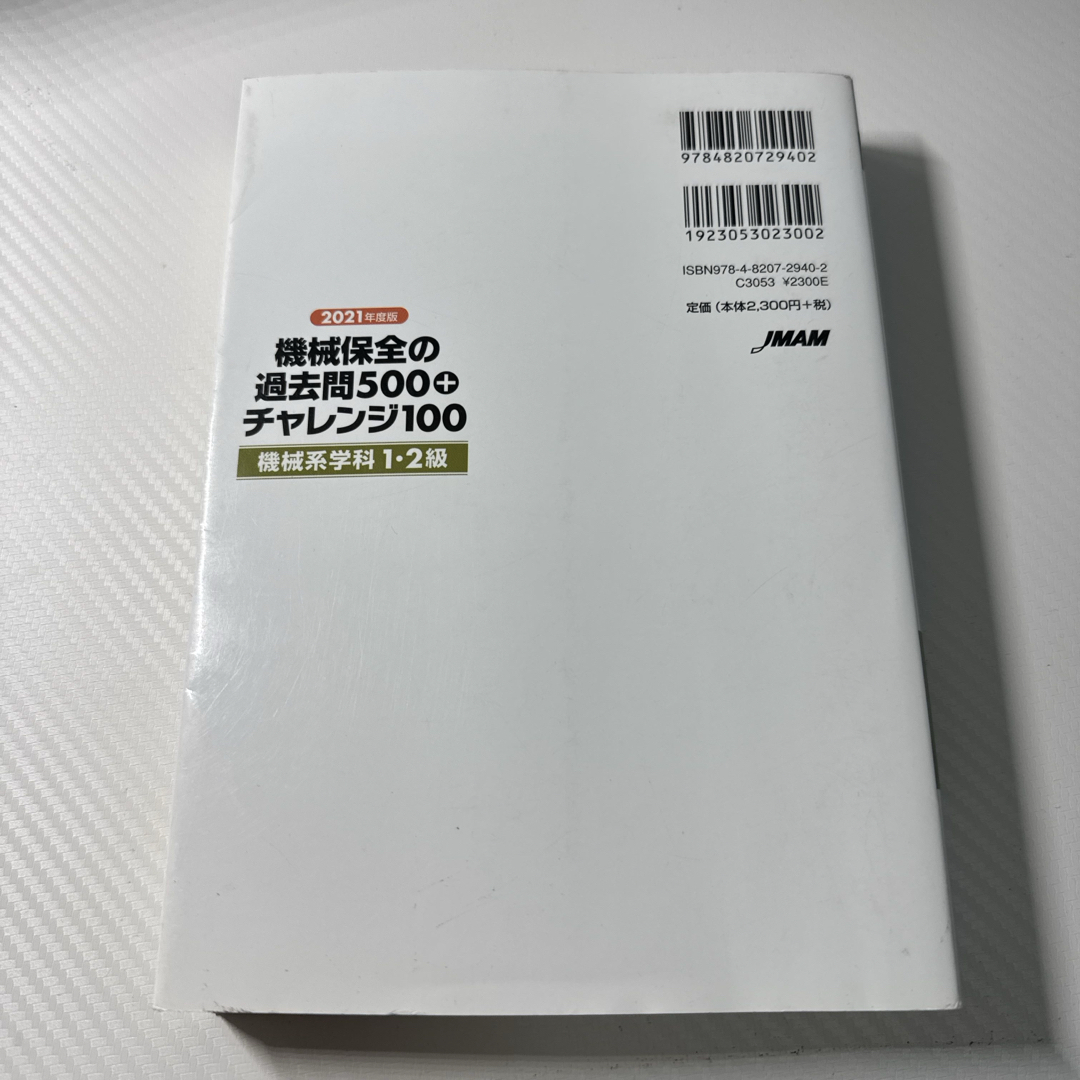 9784820729402
1923053023002
ISBN978-4-8207-2940-2
C3053 ¥2300E
定価(本体2,300円+税)
JMAM
2021年度版
機械保全の
過去問500+
チャレンジ100
機械系学科1・2級